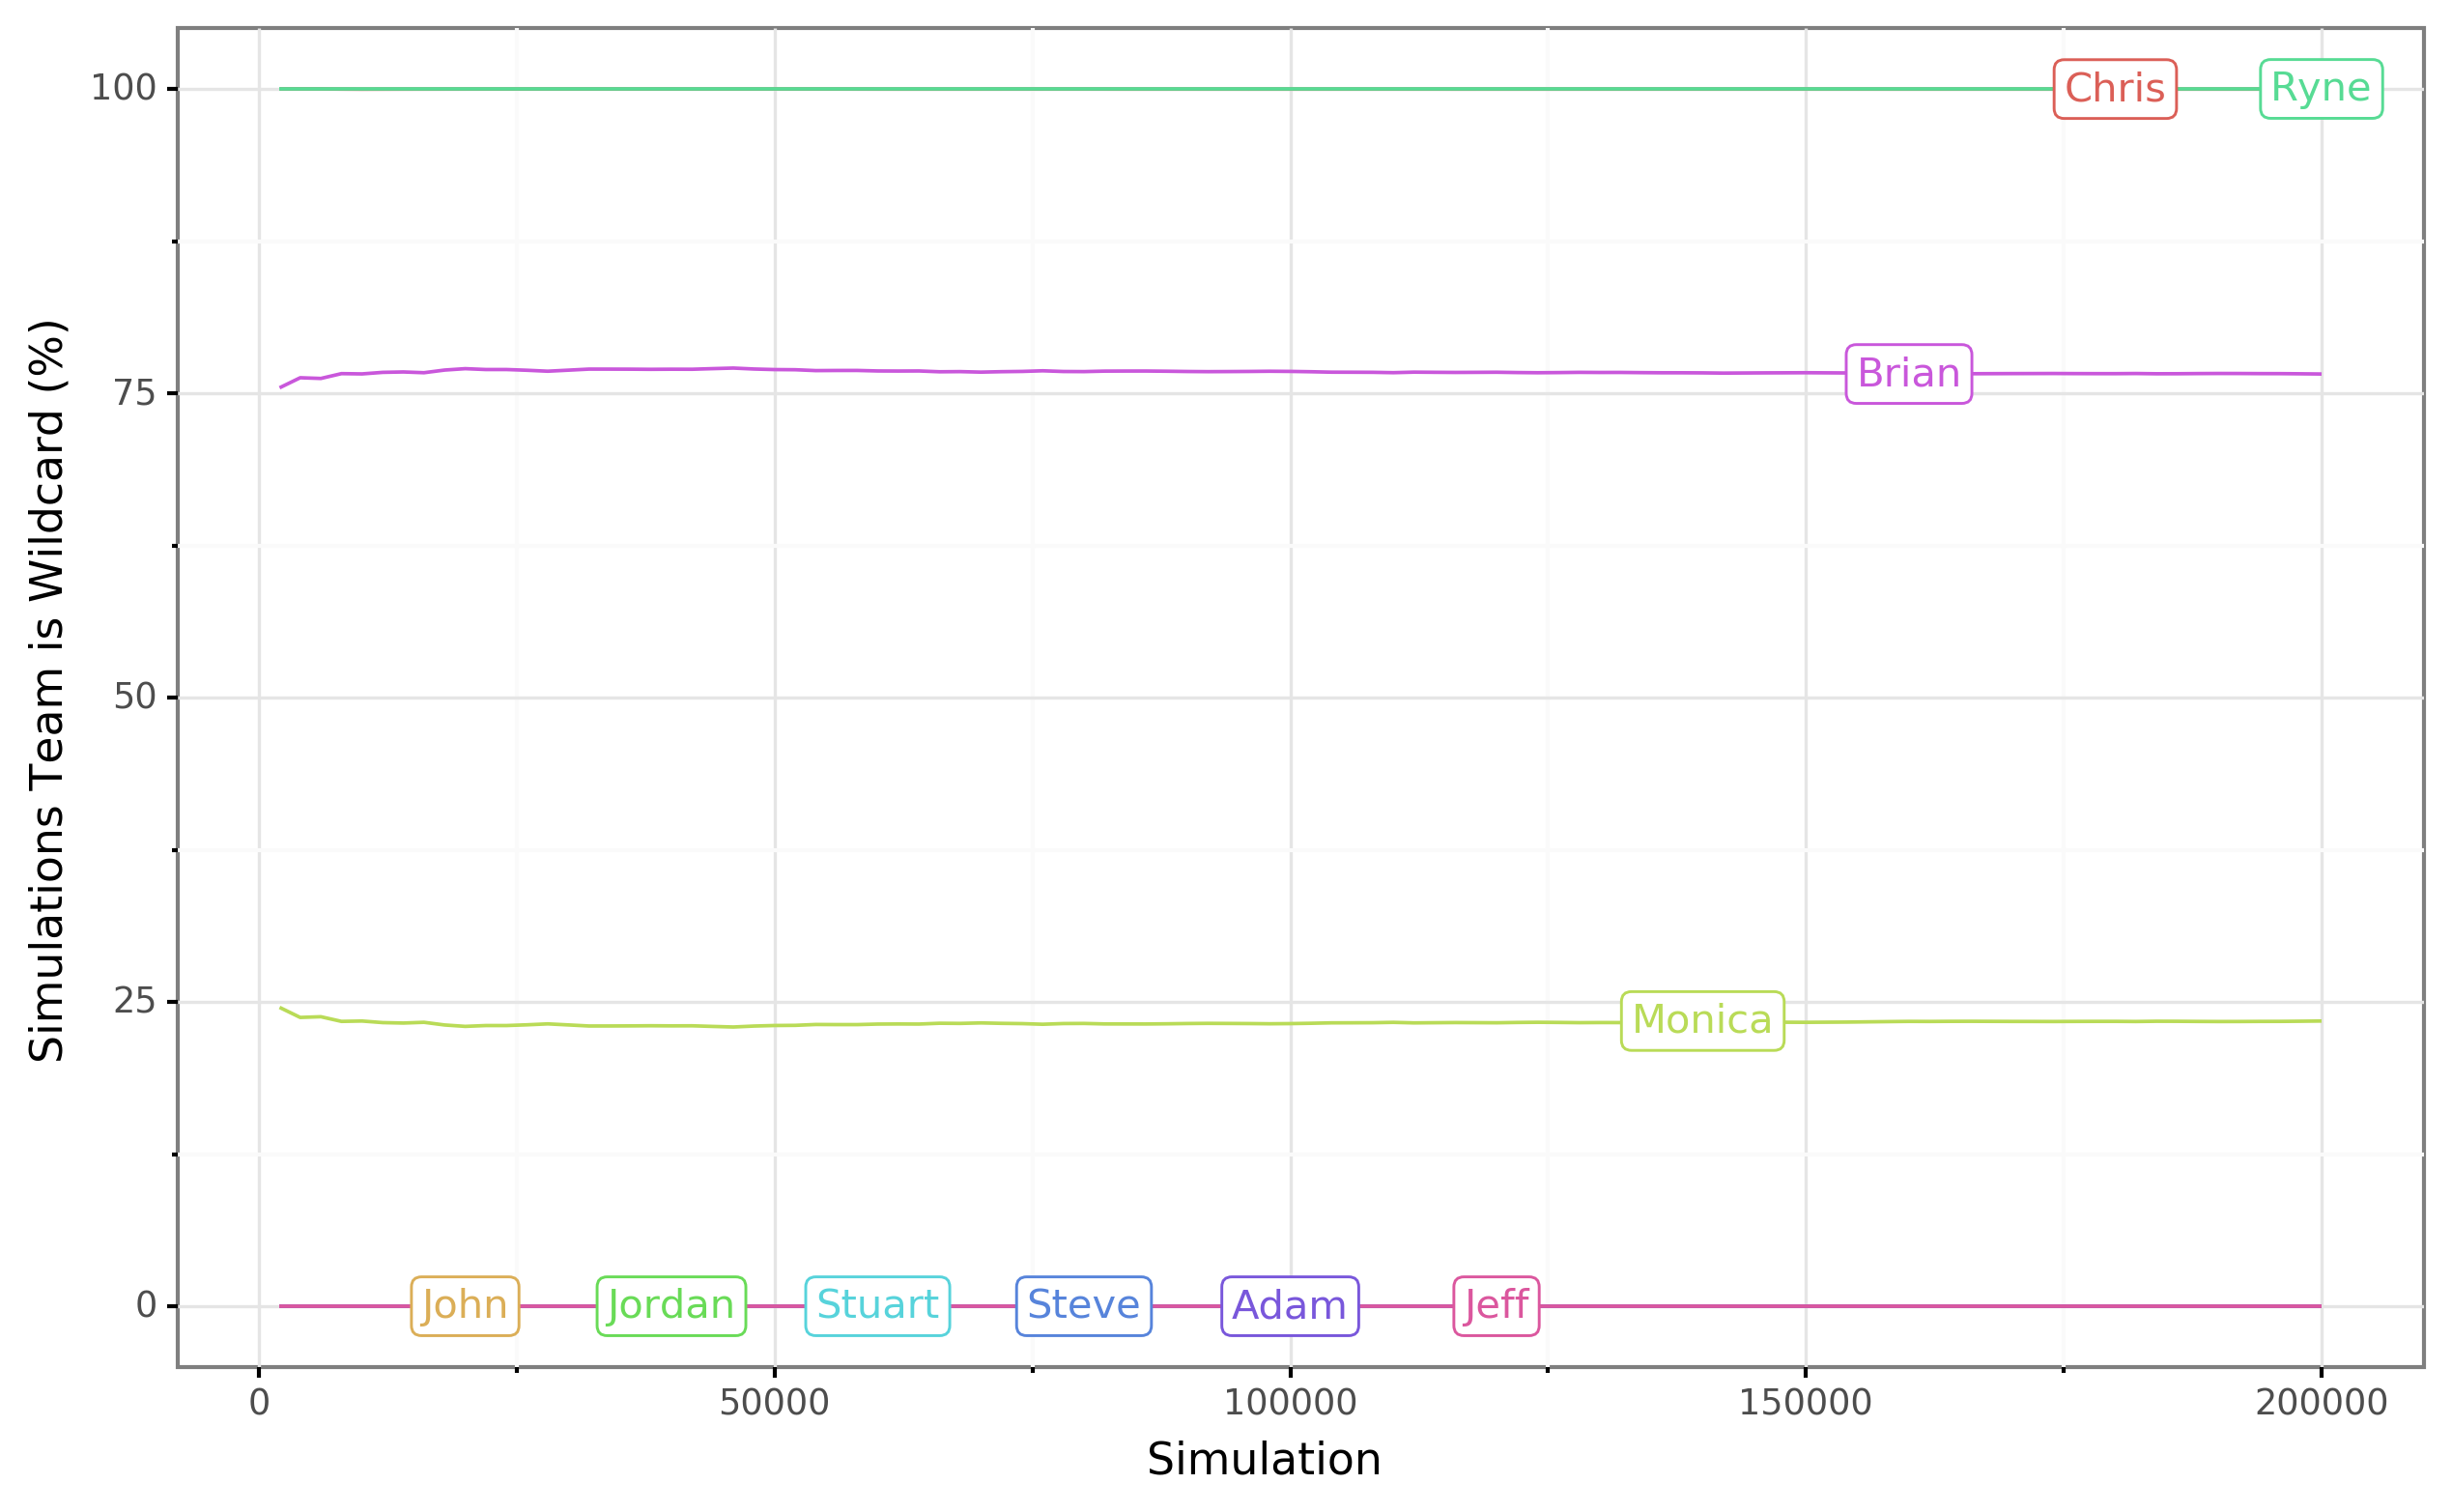 Simulations Team is Wildcard (%)
100
75
50
25
0
Chris
Ryne
Brian
Monica
John
Jordan
Stuart
Steve
Adam
Jeff
0
50000
100000
150000
200000
Simulation